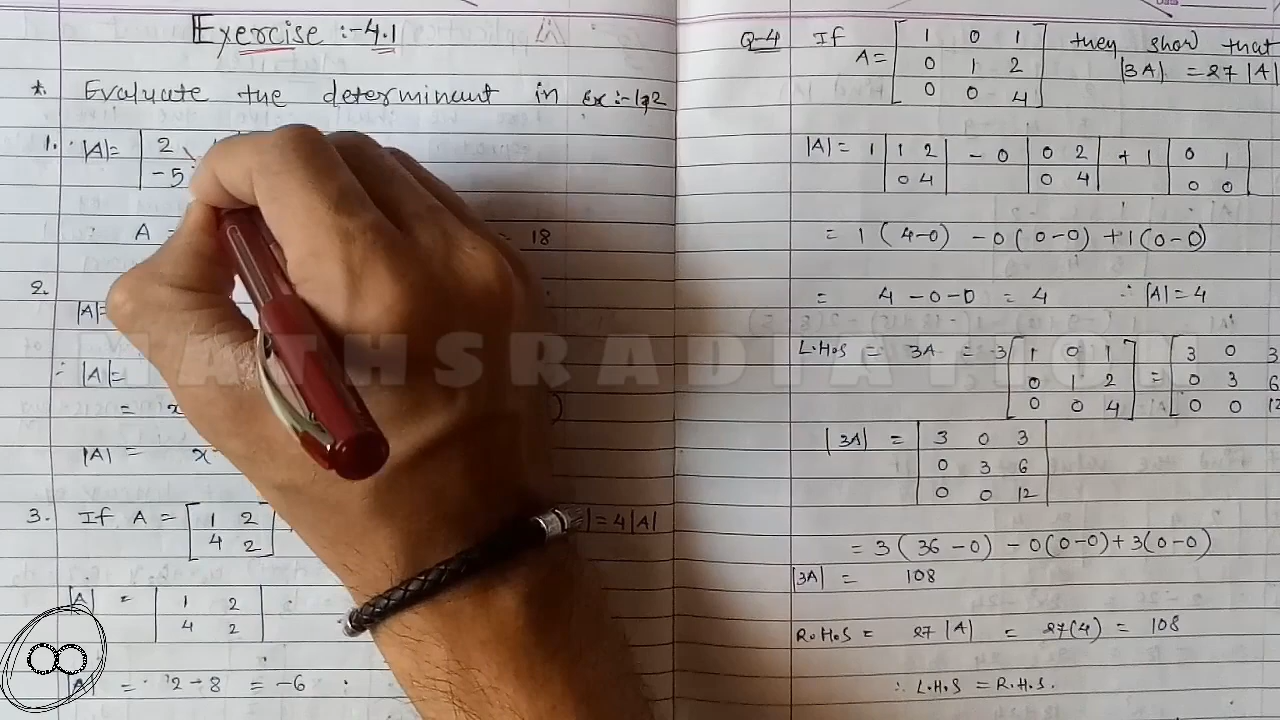 Exercise :-4.1
*. Evaluate the determinant in Ex:-1,2
1. |A|= | 2
-5
A = = 18
2.
|A|=
∴ |A|=
= x )
|A| = x
3. If A = [ 1 2 |=4|A|
4 2 ]
|A| = | 1 2 |
| 4 2 |
|A| = 2-8 = -6
Q-4 If A= [ 1 0 1 ] they show that
[ 0 1 2 ] |3A| =27|A|
[ 0 0 4 ]
|A| = 1 | 1 2 | - 0 | 0 2 | + 1 | 0 1 |
| 0 4 | | 0 4 | | 0 0 |
= 1 ( 4-0) -0( 0-0) +1(0-0)
= 4 -0-0 = 4 ∴ |A|=4
L.H.S = 3A = 3 [ 1 0 1 ] = [ 3 0 3
[ 0 1 2 ] [ 0 3 6
[ 0 0 4 ] [ 0 0 12
|3A| = | 3 0 3 |
| 0 3 6 |
| 0 0 12 |
= 3( 36 -0) -0(0-0)+3(0-0)
|3A| = 108
R.H.S = 27|A| = 27(4) = 108
∴ L.H.S = R.H.S.
MATHSRADIATION